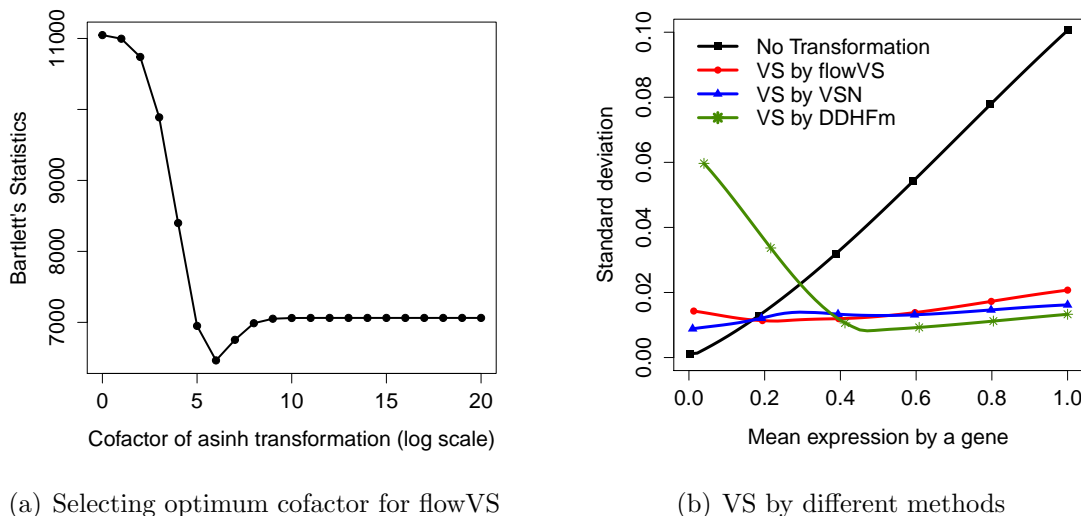 11000
9000
8000
7000
Bartlett's Statistics
0 5 10 15 20
Cofactor of asinh transformation (log scale)
(a) Selecting optimum cofactor for flowVS
No Transformation
VS by flowVS
VS by VSN
VS by DDHFm
0.10
0.08
0.06
0.04
0.02
0.00
Standard deviation
0.0 0.2 0.4 0.6 0.8 1.0
Mean expression by a gene
(b) VS by different methods